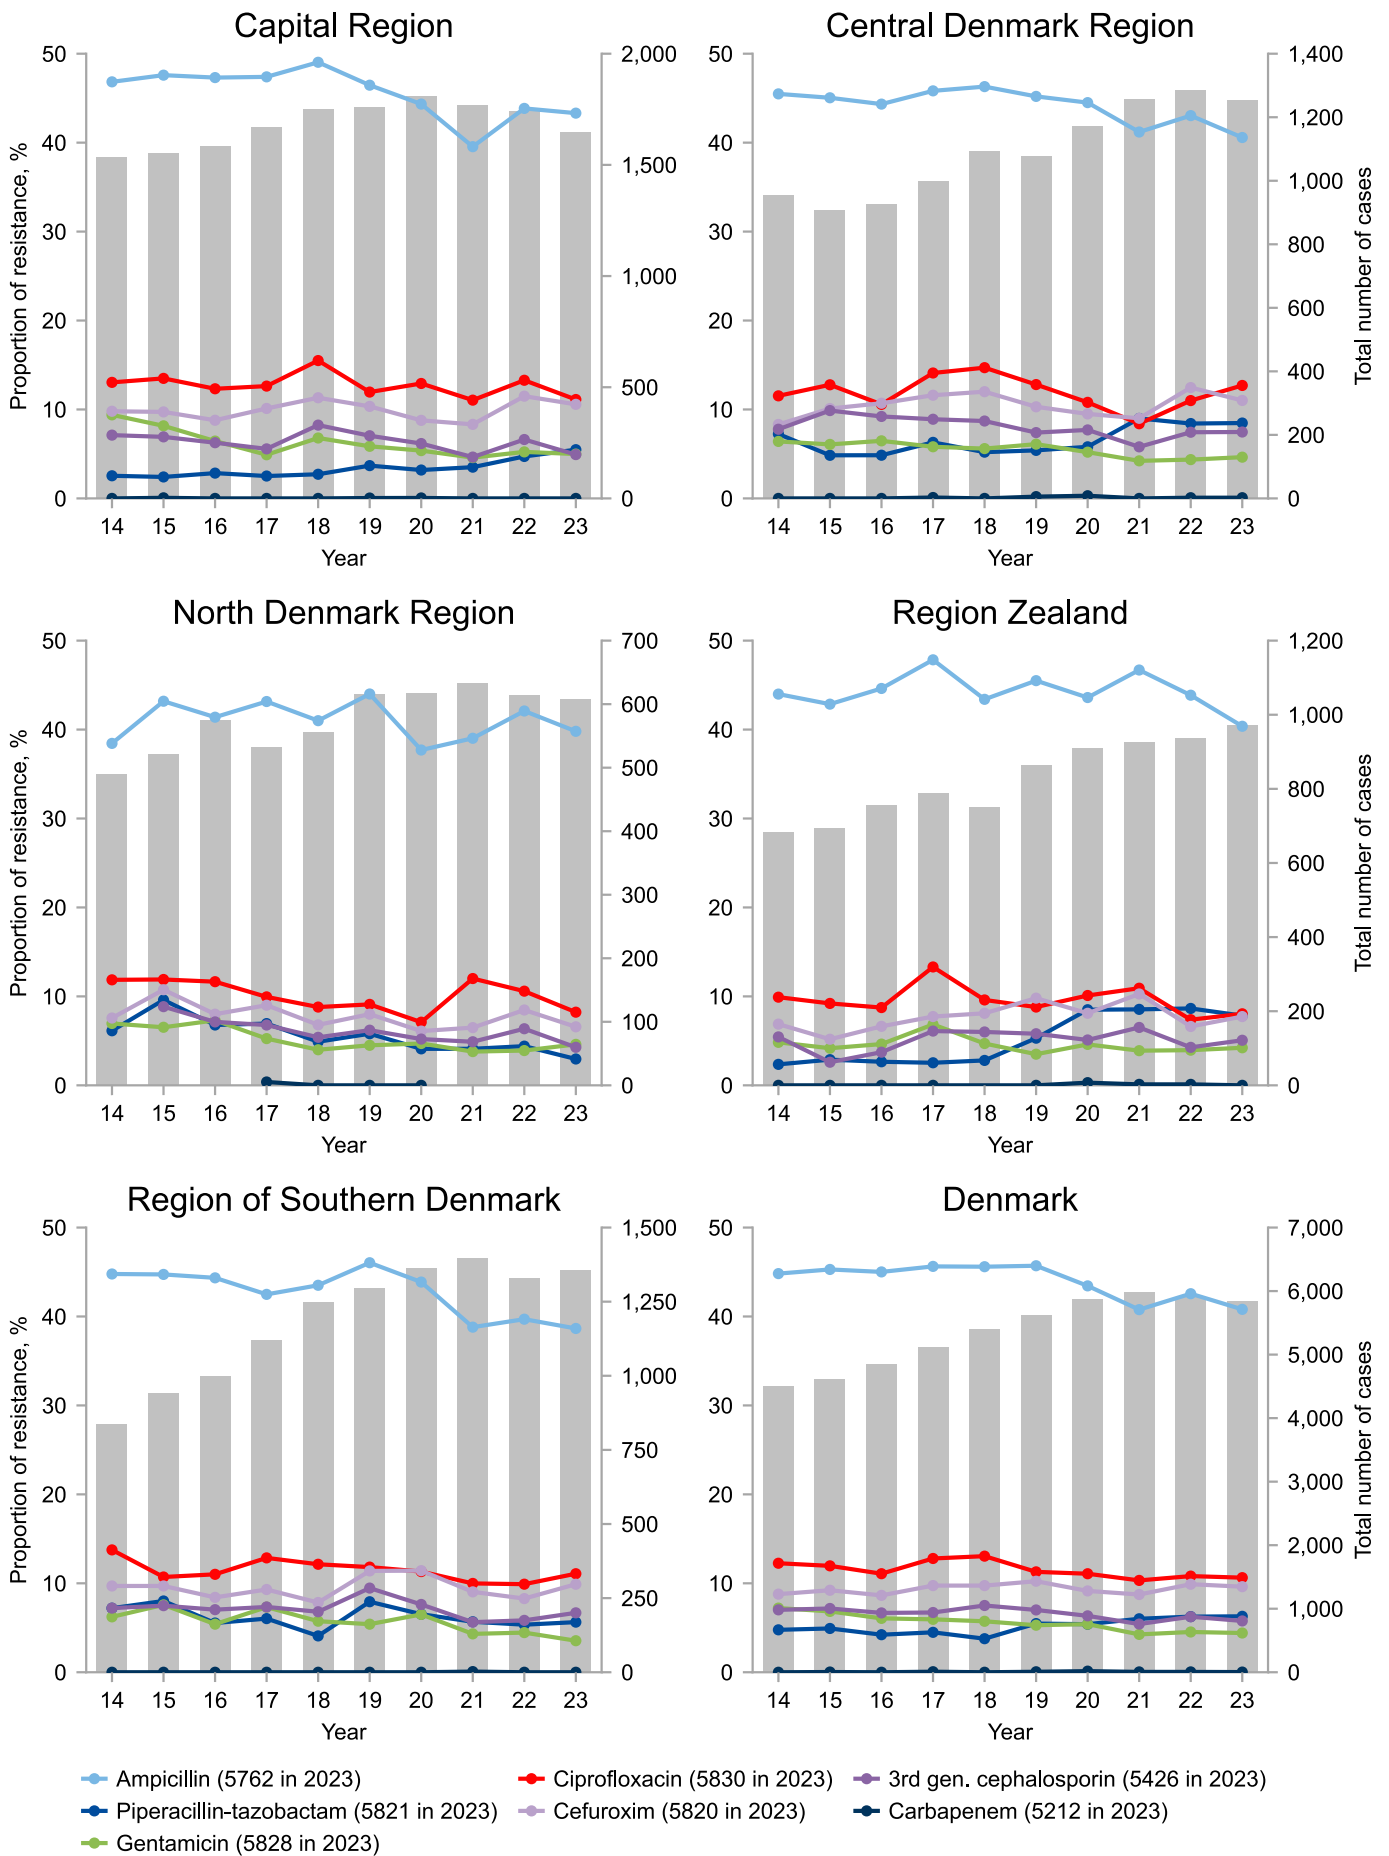 Capital Region
Central Denmark Region
Proportion of resistance, %
50
40
30
20
10
0
2,000
1,500
1,000
500
0
14 15 16 17 18 19 20 21 22 23
Year
50
40
30
20
10
0
1,400
1,200
1,000
800
600
400
200
0
Total number of cases
14 15 16 17 18 19 20 21 22 23
Year
North Denmark Region
Region Zealand
Proportion of resistance, %
50
40
30
20
10
0
700
600
500
400
300
200
100
0
14 15 16 17 18 19 20 21 22 23
Year
50
40
30
20
10
0
1,200
1,000
800
600
400
200
0
Total number of cases
14 15 16 17 18 19 20 21 22 23
Year
Region of Southern Denmark
Denmark
Proportion of resistance, %
50
40
30
20
10
0
1,500
1,250
1,000
750
500
250
0
14 15 16 17 18 19 20 21 22 23
Year
50
40
30
20
10
0
7,000
6,000
5,000
4,000
3,000
2,000
1,000
0
Total number of cases
14 15 16 17 18 19 20 21 22 23
Year
Ampicillin (5762 in 2023)
Ciprofloxacin (5830 in 2023)
3rd gen. cephalosporin (5426 in 2023)
Piperacillin-tazobactam (5821 in 2023)
Cefuroxim (5820 in 2023)
Carbapenem (5212 in 2023)
Gentamicin (5828 in 2023)